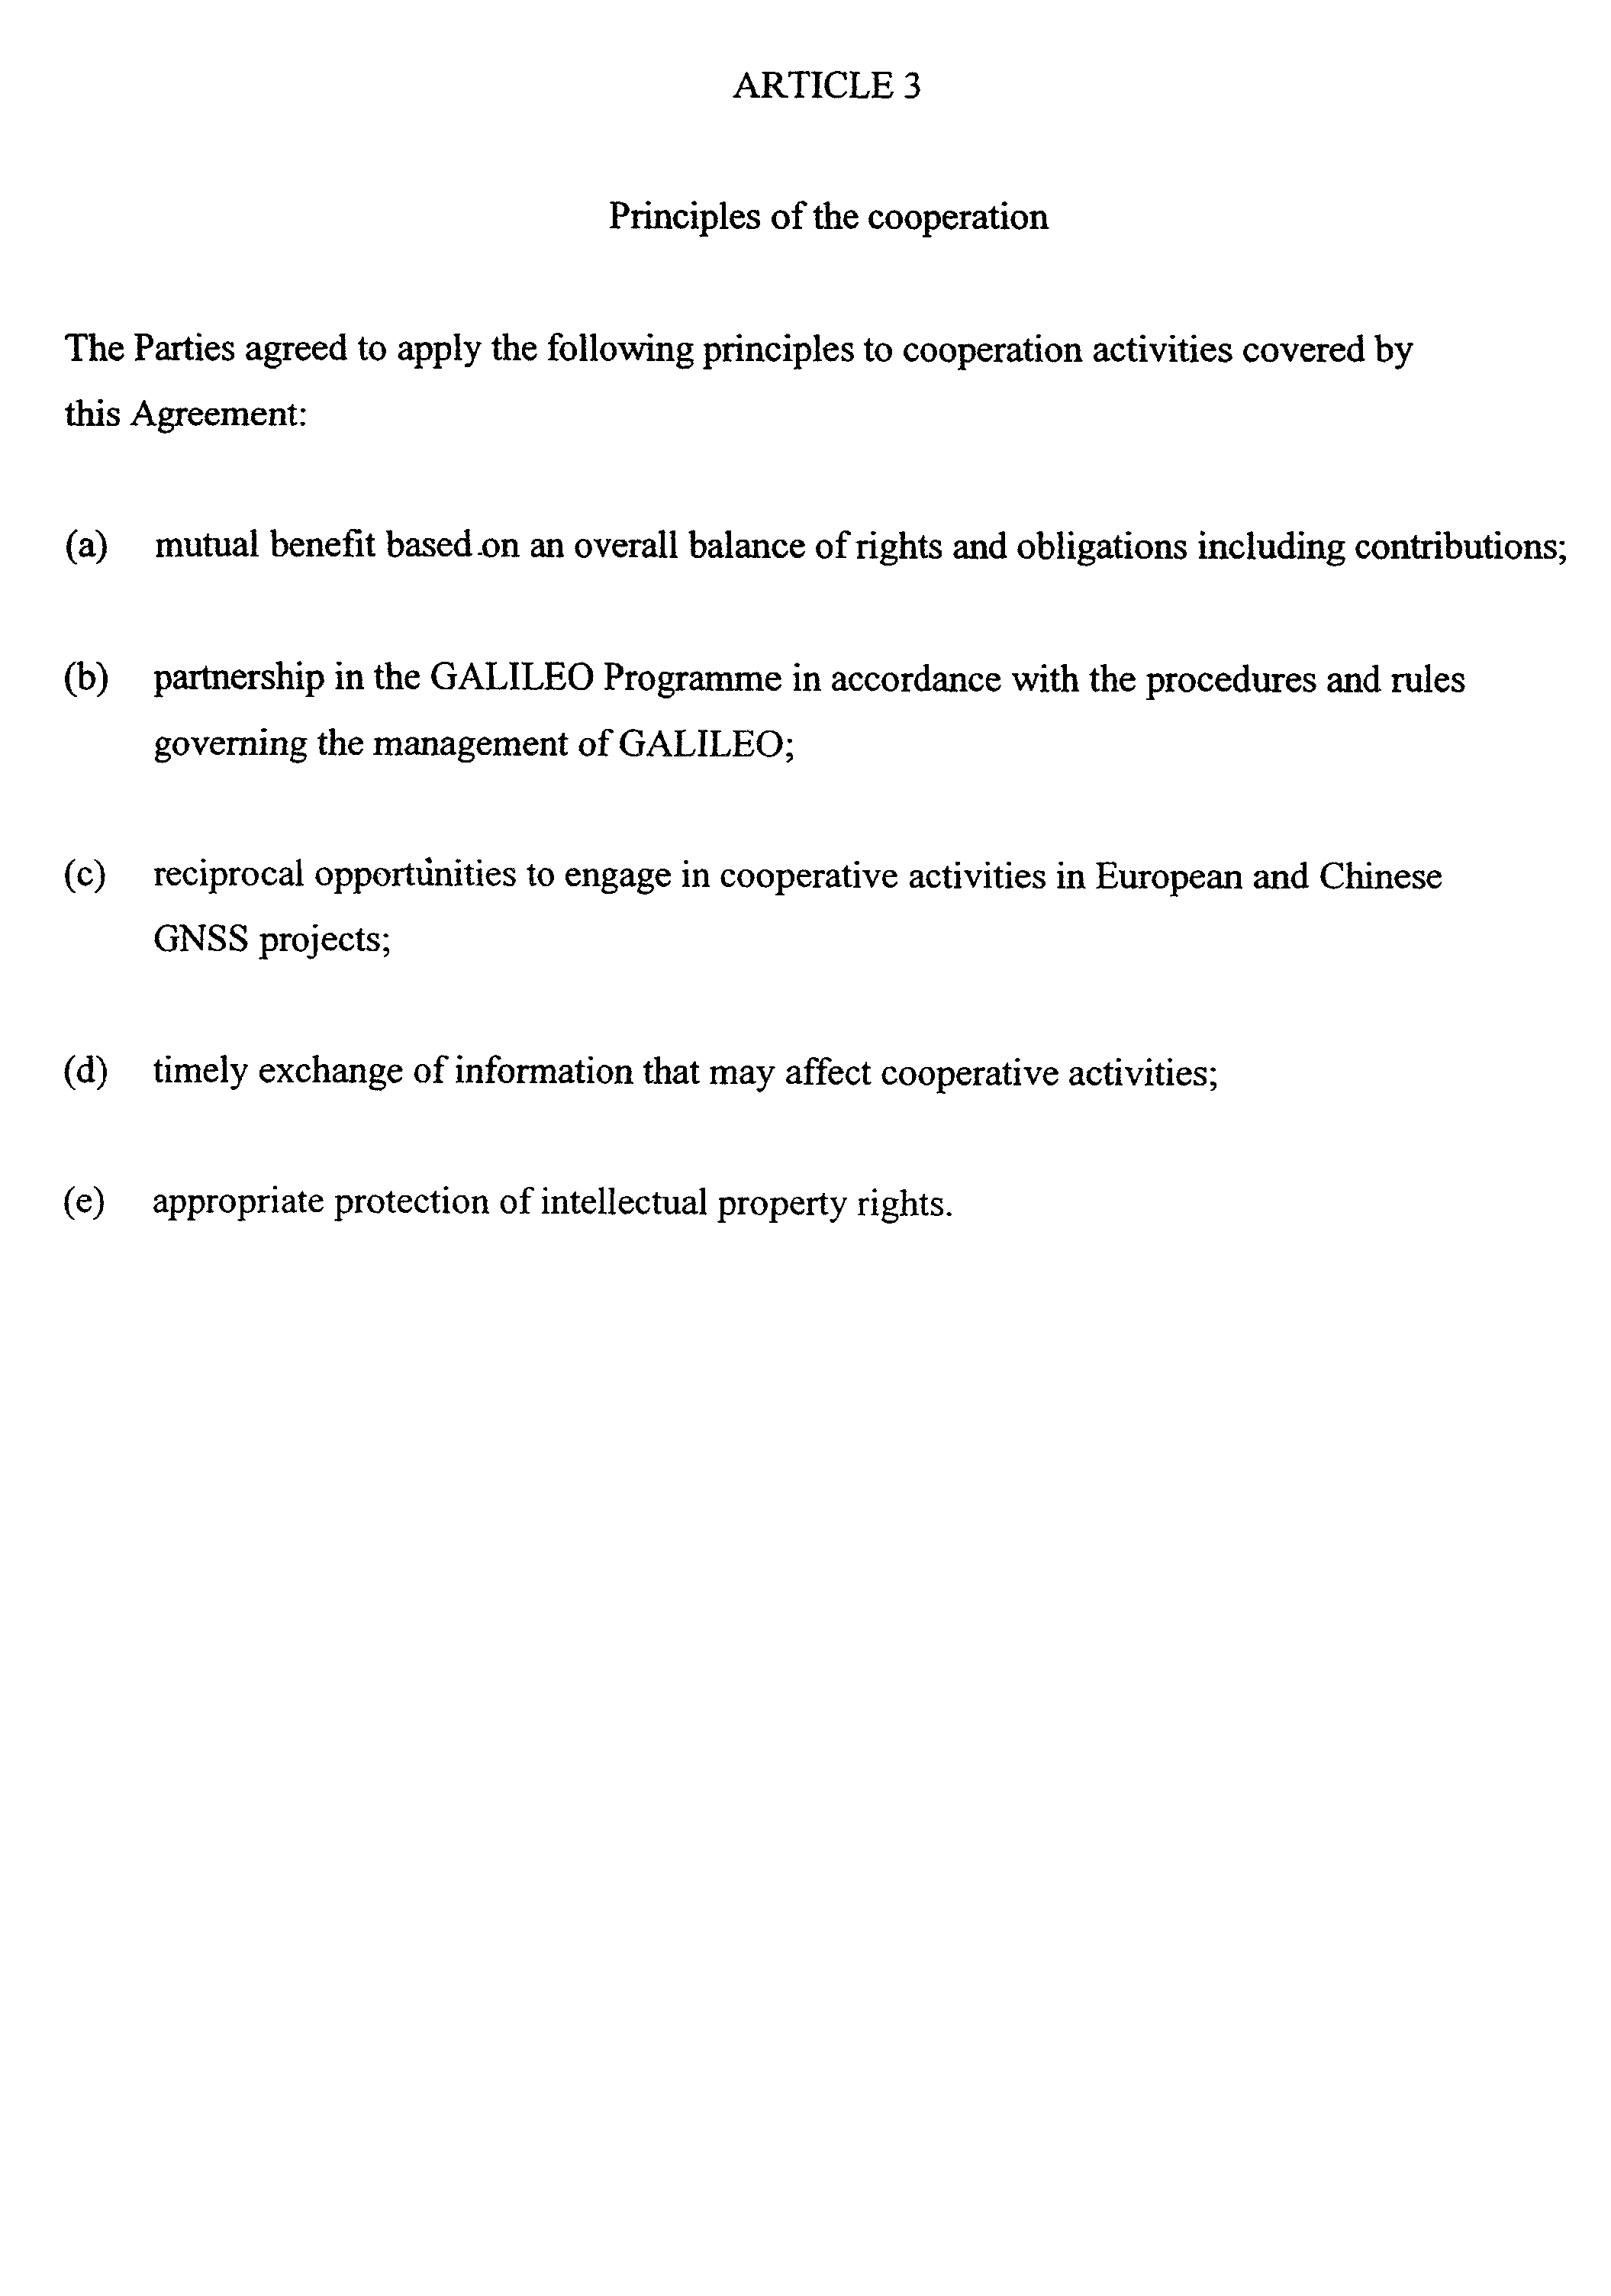 ARTICLE 3
Principles of the cooperation
The Parties agreed to apply the following principles to cooperation activities covered by
this Agreement:
(a) mutual benefit based on an overall balance of rights and obligations including contributions;
(b) partnership in the GALILEO Programme in accordance with the procedures and rules
governing the management of GALILEO;
(c) reciprocal opportunities to engage in cooperative activities in European and Chinese
GNSS projects;
(d) timely exchange of information that may affect cooperative activities;
(e) appropriate protection of intellectual property rights.